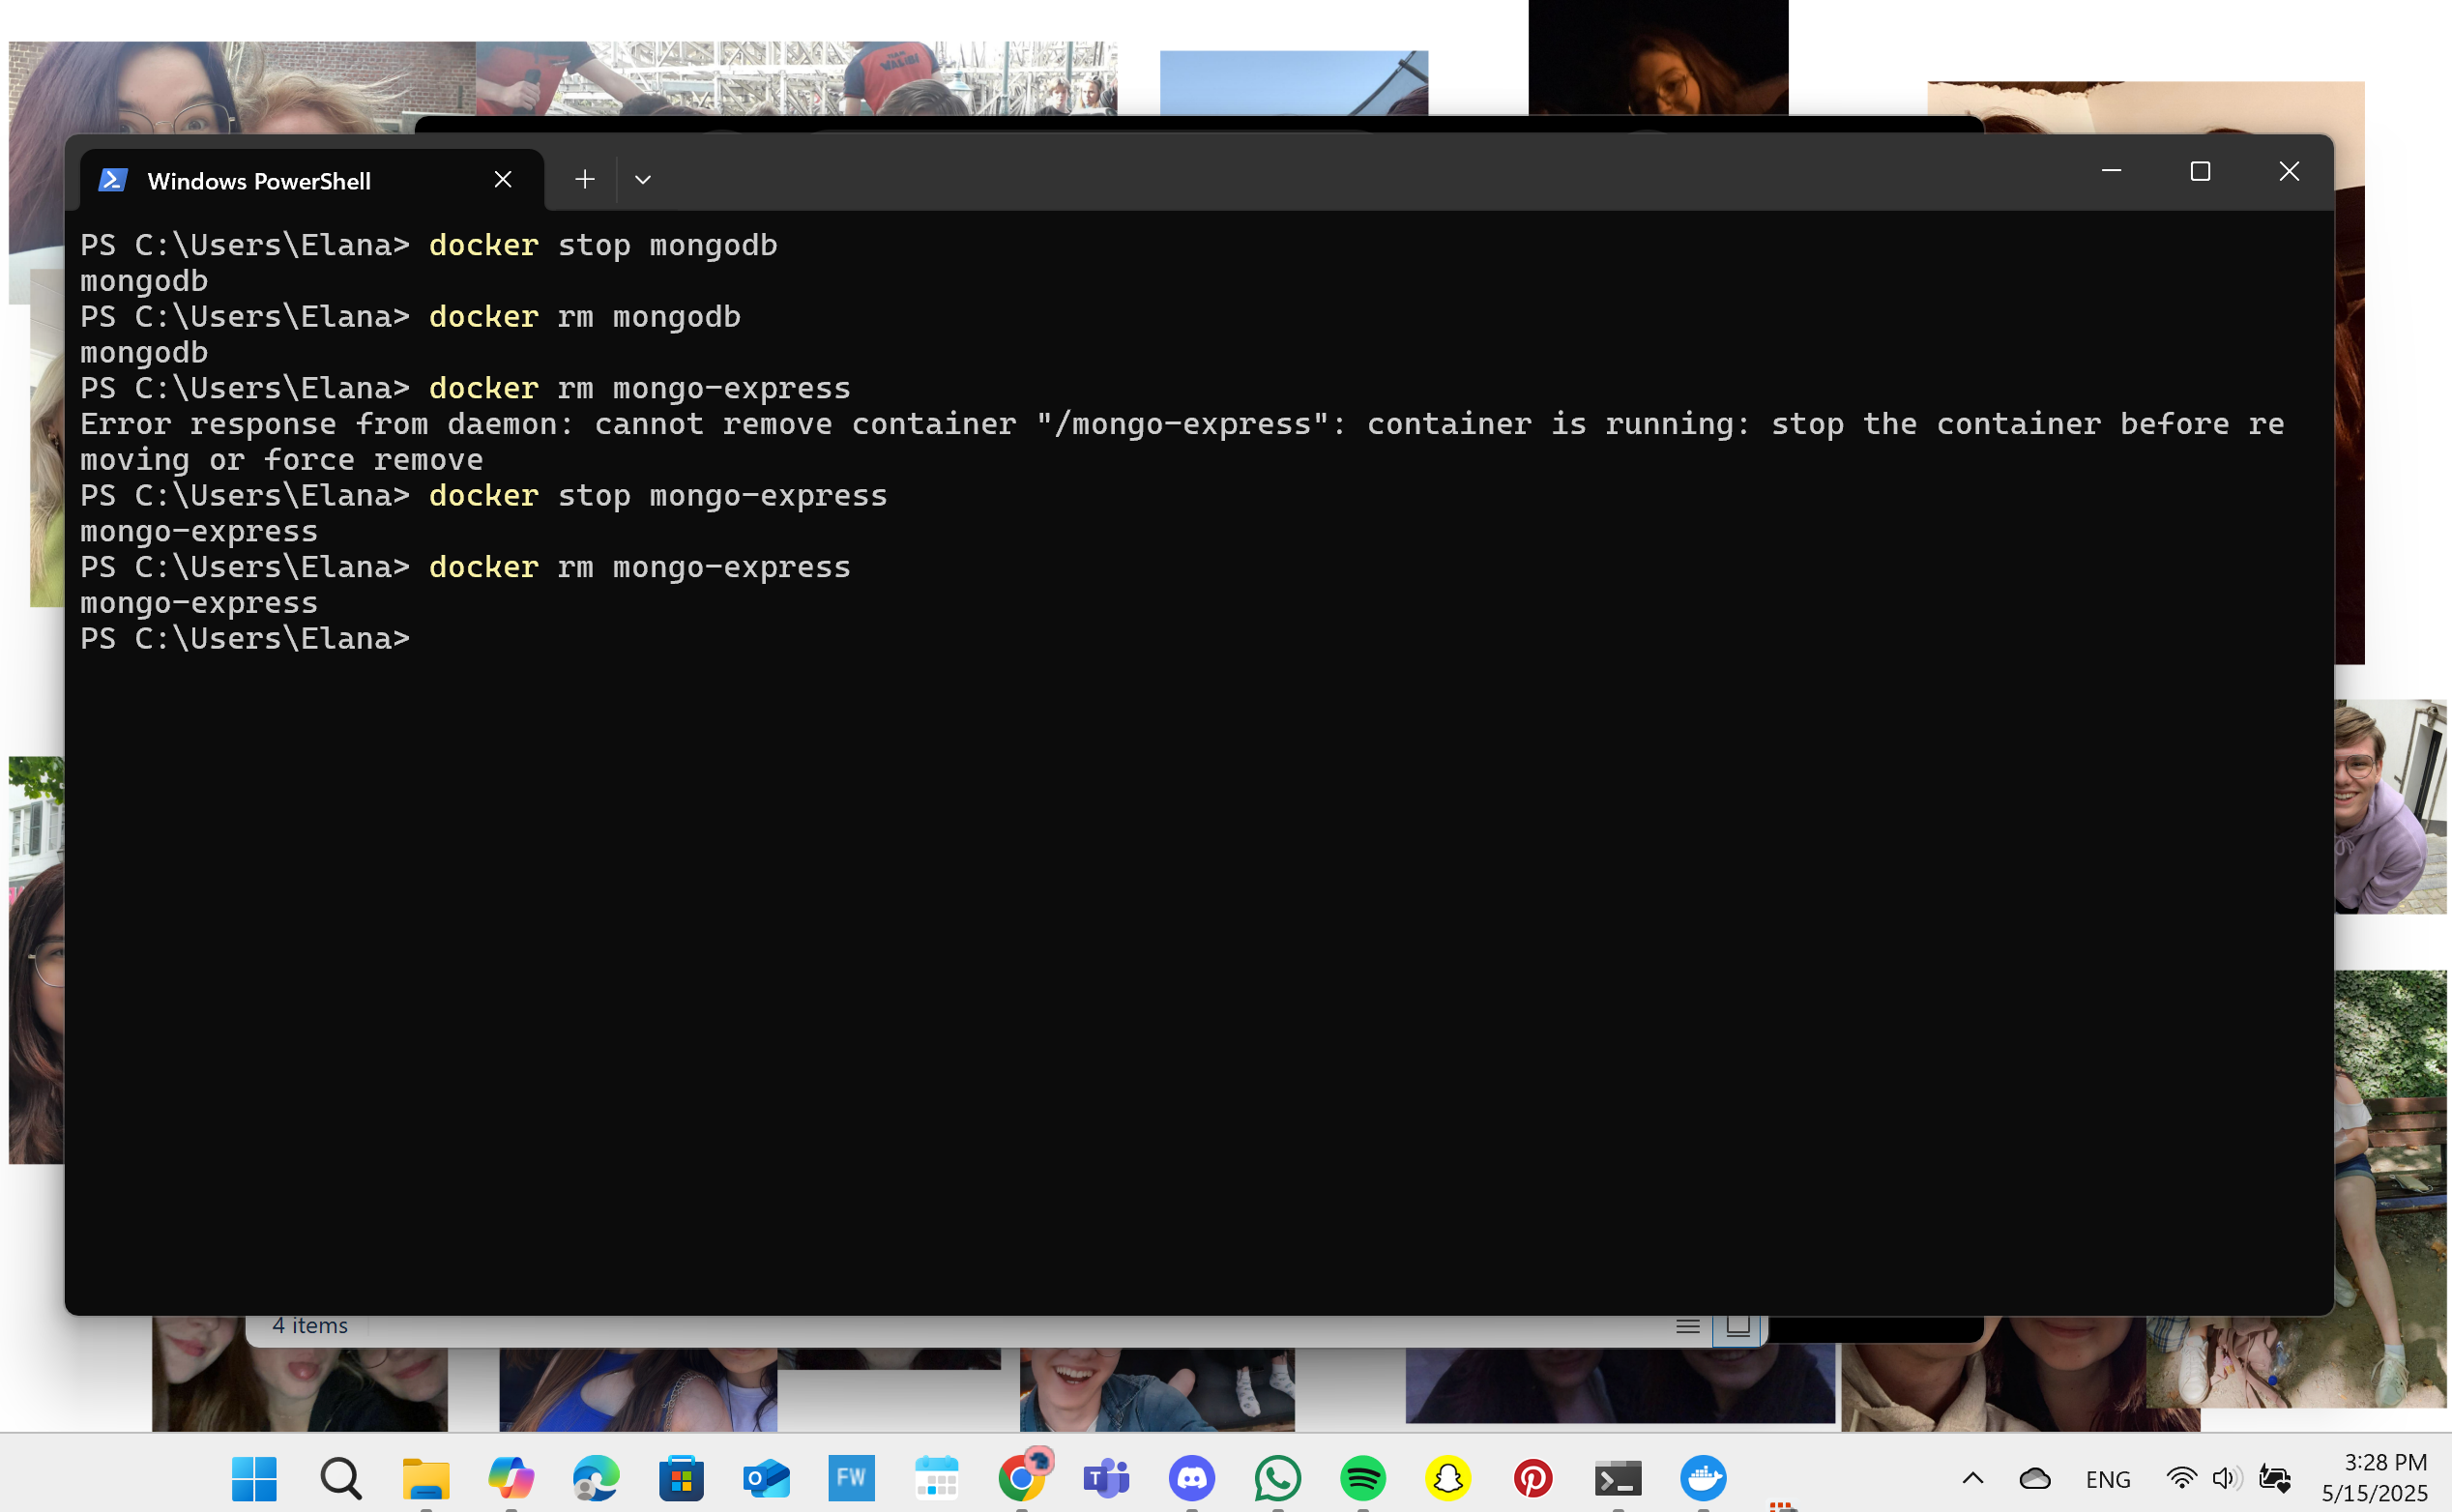 Windows PowerShell
PS C:\Users\Elana> docker stop mongodb
mongodb
PS C:\Users\Elana> docker rm mongodb
mongodb
PS C:\Users\Elana> docker rm mongo-express
Error response from daemon: cannot remove container "/mongo-express": container is running: stop the container before re
moving or force remove
PS C:\Users\Elana> docker stop mongo-express
mongo-express
PS C:\Users\Elana> docker rm mongo-express
mongo-express
PS C:\Users\Elana>
4 items
FW
ENG
3:28 PM
5/15/2025